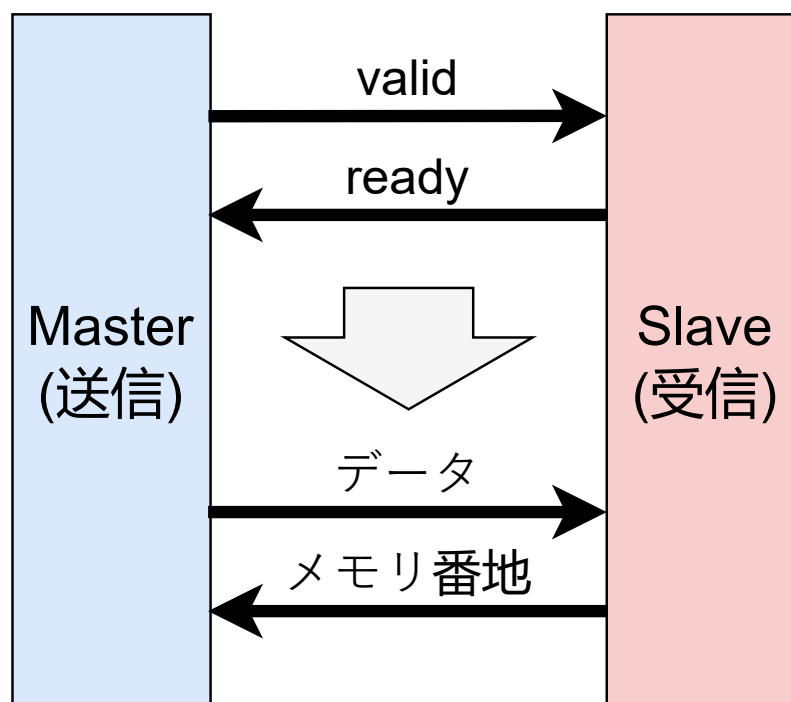 valid
ready
Master
(送信)
Slave
(受信)
データ
メモリ番地